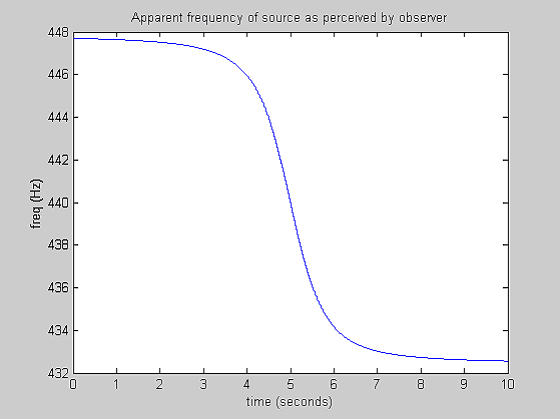 Apparent frequency of source as perceived by observer
448
446
444
442
440
438
436
434
432
freq (Hz)
0 1 2 3 4 5 6 7 8 9 10
time (seconds)